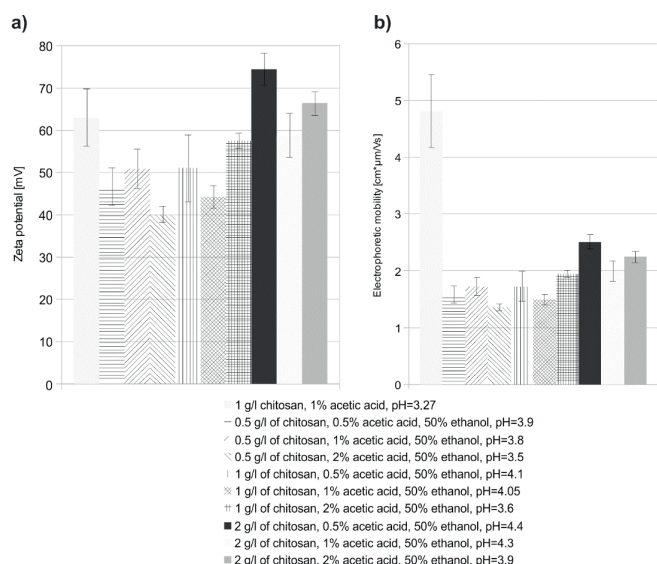 a)
80
70
60
50
40
30
20
10
0
Zeta potential [mV]
b)
6
5
4
3
2
1
0
Electrophoretic mobility [cm*µm/Vs]
1 g/l chitosan, 1% acetic acid, pH=3,27
0.5 g/l of chitosan, 0.5% acetic acid, 50% ethanol, pH=3.9
0.5 g/l of chitosan, 1% acetic acid, 50% ethanol, pH=3.8
0.5 g/l of chitosan, 2% acetic acid, 50% ethanol, pH=3.5
1 g/l of chitosan, 0.5% acetic acid, 50% ethanol, pH=4.1
1 g/l of chitosan, 1% acetic acid, 50% ethanol, pH=4.05
1 g/l of chitosan, 2% acetic acid, 50% ethanol, pH=3.6
2 g/l of chitosan, 0.5% acetic acid, 50% ethanol, pH=4.4
2 g/l of chitosan, 1% acetic acid, 50% ethanol, pH=4.3
2 g/l of chitosan, 2% acetic acid, 50% ethanol, pH=3.9